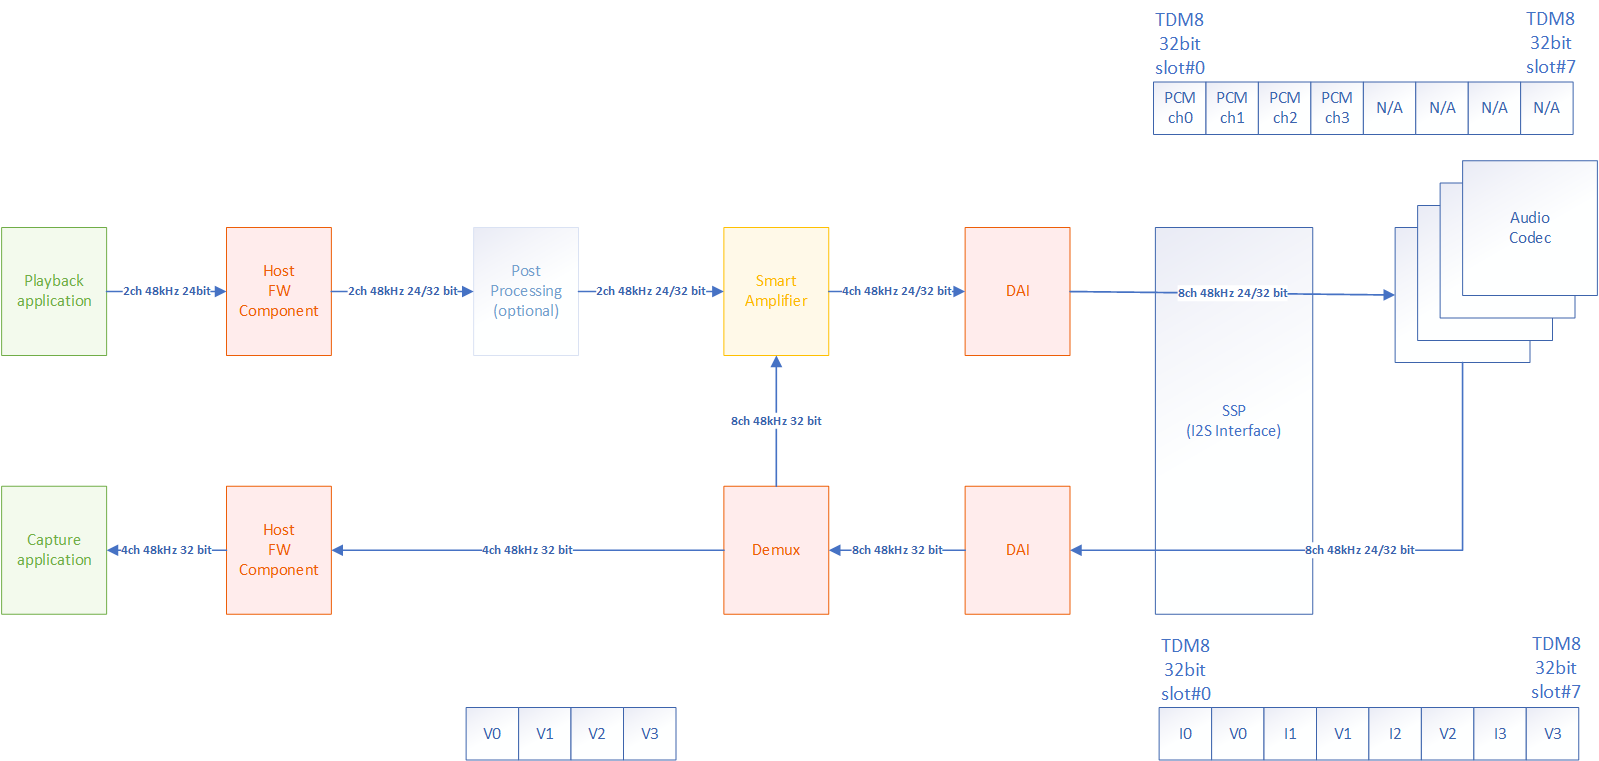 TDM8
32bit
slot#0
TDM8
32bit
slot#7
PCM
ch0
PCM
ch1
PCM
ch2
PCM
ch3
N/A
N/A
N/A
N/A
Audio
Codec
Playback
application
2ch 48kHz 24bit
Host
FW
Component
2ch 48kHz 24/32 bit
Post
Processing
(optional)
2ch 48kHz 24/32 bit
Smart
Amplifier
4ch 48kHz 24/32 bit
DAI
8ch 48kHz 24/32 bit
SSP
(I2S Interface)
8ch 48kHz 32 bit
Capture
application
4ch 48kHz 32 bit
Host
FW
Component
4ch 48kHz 32 bit
Demux
8ch 48kHz 32 bit
DAI
8ch 48kHz 24/32 bit
TDM8
32bit
slot#0
TDM8
32bit
slot#7
V0
V1
V2
V3
I0
V0
I1
V1
I2
V2
I3
V3